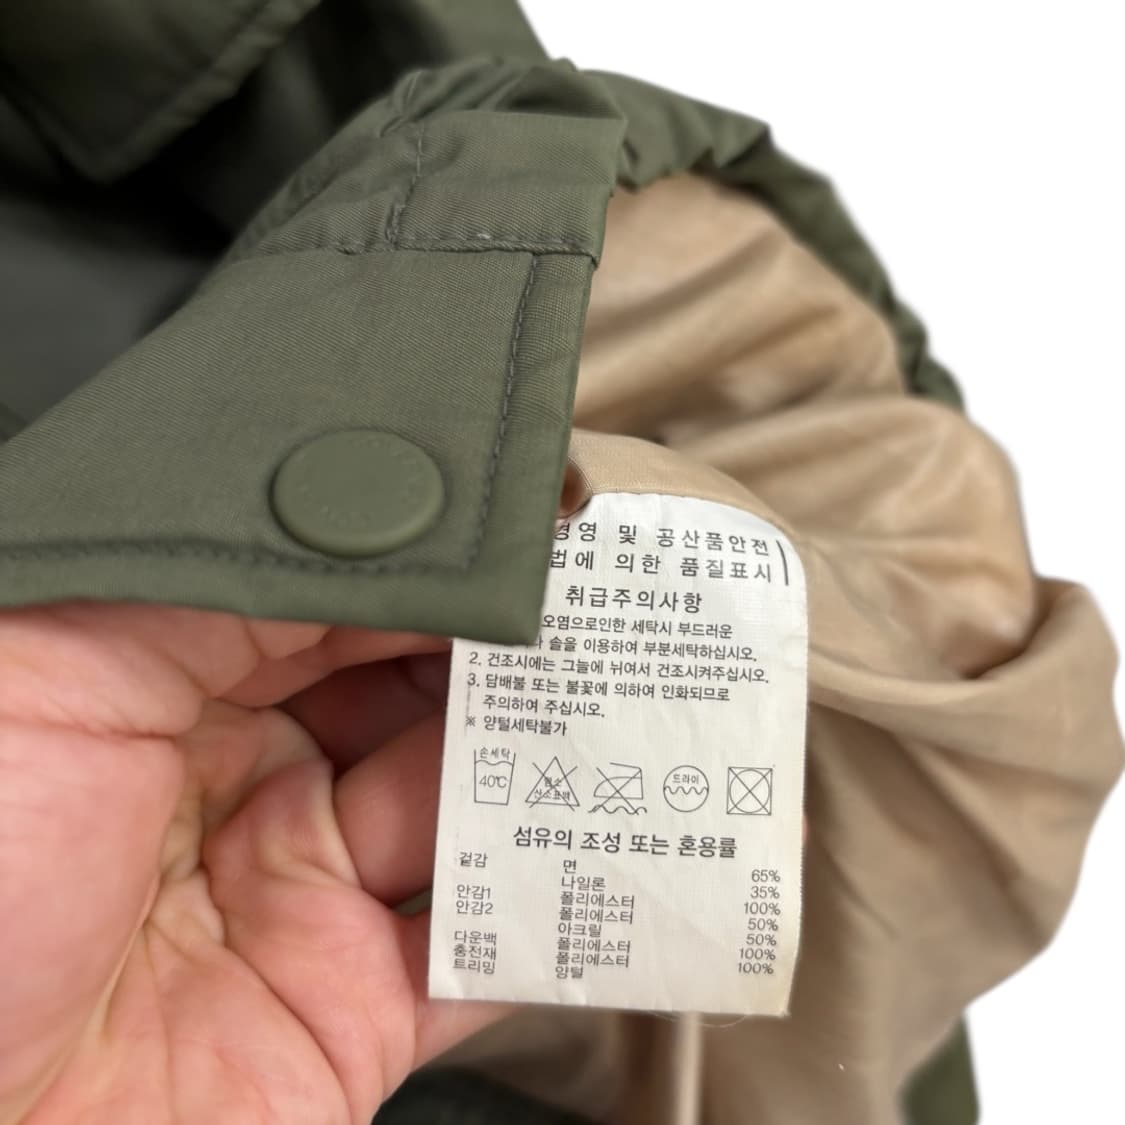 영 및 공산품안전
법에 의한 품질표시
취급주의사항
오염으로인한 세탁시 부드러운
솔을 이용하여 부분세탁하십시오.
2. 건조시에는 그늘에 뉘여서 건조시켜주십시오.
3. 담배불 또는 불꽃에 의하여 인화되므로
주의하여 주십시오.
※ 양털세탁불가
손세탁
40℃
염소
산소표백
드라이
섬유의 조성 또는 혼용률
겉감 면 65%
나일론 35%
안감1 폴리에스터 100%
안감2 폴리에스터 50%
아크릴 50%
다운백 폴리에스터 100%
충전재 폴리에스터 100%
트리밍 양털